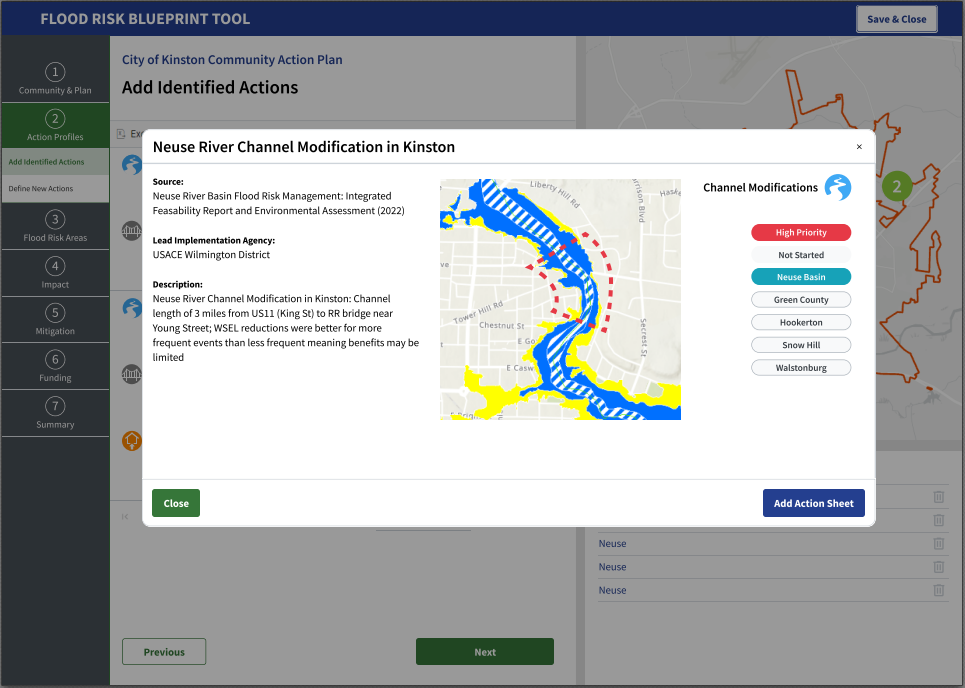 FLOOD RISK BLUEPRINT TOOL
Save & Close
1
Community & Plan
2
Action Profiles
Add Identified Actions
Define New Actions
3
Flood Risk Areas
4
Impact
5
Mitigation
6
Funding
7
Summary
City of Kinston Community Action Plan
Add Identified Actions
2
Neuse River Channel Modification in Kinston
×
Source:
Neuse River Basin Flood Risk Management: Integrated
Feasability Report and Environmental Assessment (2022)
Lead Implementation Agency:
USACE Wilmington District
Description:
Neuse River Channel Modification in Kinston: Channel
length of 3 miles from US11 (King St) to RR bridge near
Young Street; WSEL reductions were better for more
frequent events than less frequent meaning benefits may be
limited
Liberty Hill Rd
Tower Hill Rd
Chestnut St
Secrest St
Channel Modifications
High Priority
Not Started
Neuse Basin
Green County
Hookerton
Snow Hill
Walstonburg
Close
Add Action Sheet
Neuse
Neuse
Neuse
Previous
Next